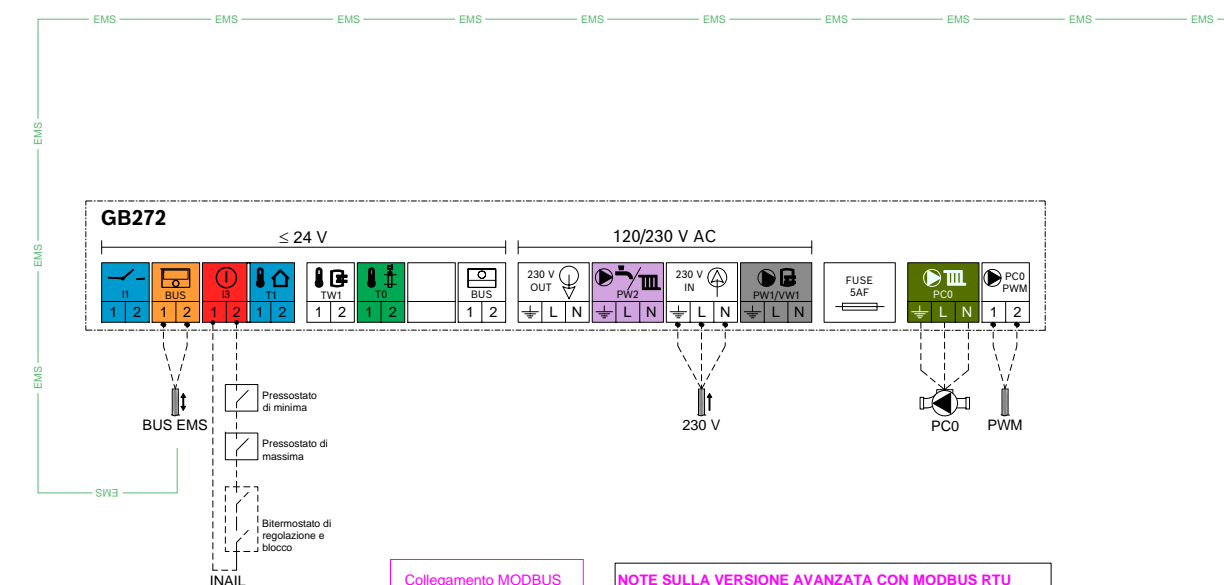 EMS EMS EMS EMS EMS EMS EMS EMS EMS EMS
EMS
EMS
EMS
EMS
GB272
≤ 24 V
120/230 V AC
I1
1 2
BUS
1 2
I3
1 2
T1
1 2
TW1
1 2
T0
1 2
BUS
1 2
230 V
OUT
L N
PW2
L N
230 V
IN
L N
PW1/VW1
L N
FUSE
5AF
PC0
L N
PC0
PWM
1 2
BUS EMS
230 V
PC0
PWM
Pressostato
di minima
Pressostato di
massima
Bitermostato di
regolazione e
blocco
INAIL
Collegamento MODBUS
NOTE SULLA VERSIONE AVANZATA CON MODBUS RTU